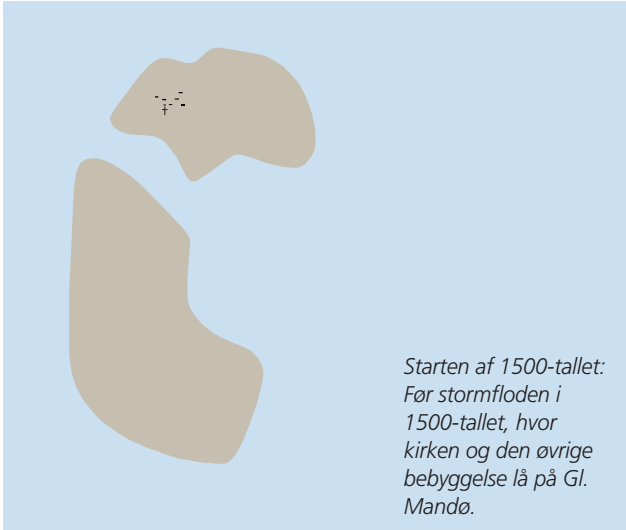 Starten af 1500-tallet:
Før stormfloden i
1500-tallet, hvor
kirken og den øvrige
bebyggelse lå på Gl.
Mandø.